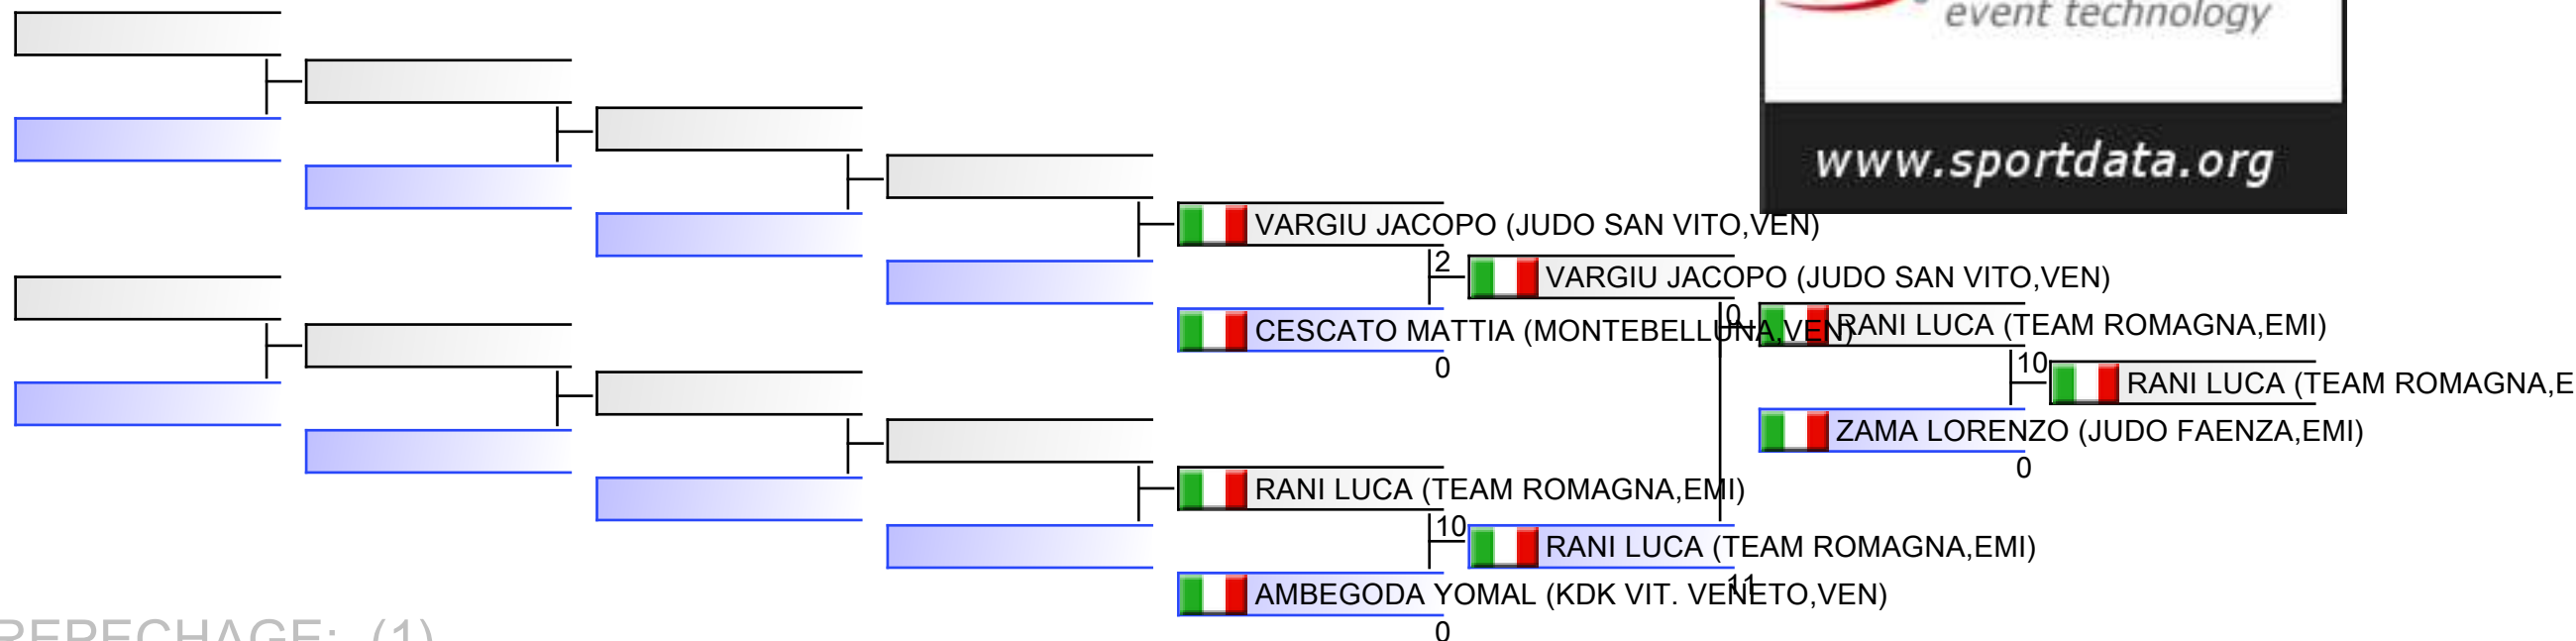 event technology
www.sportdata.org
VARGIU JACOPO (JUDO SAN VITO,VEN)
2
VARGIU JACOPO (JUDO SAN VITO,VEN)
CESCATO MATTIA (MONTEBELLUNA,VEN)
0
0
RANI LUCA (TEAM ROMAGNA,EMI)
10
RANI LUCA (TEAM ROMAGNA,E
ZAMA LORENZO (JUDO FAENZA,EMI)
0
RANI LUCA (TEAM ROMAGNA,EMI)
10
RANI LUCA (TEAM ROMAGNA,EMI)
11
AMBEGODA YOMAL (KDK VIT. VENETO,VEN)
0
REPECHAGE: (1)